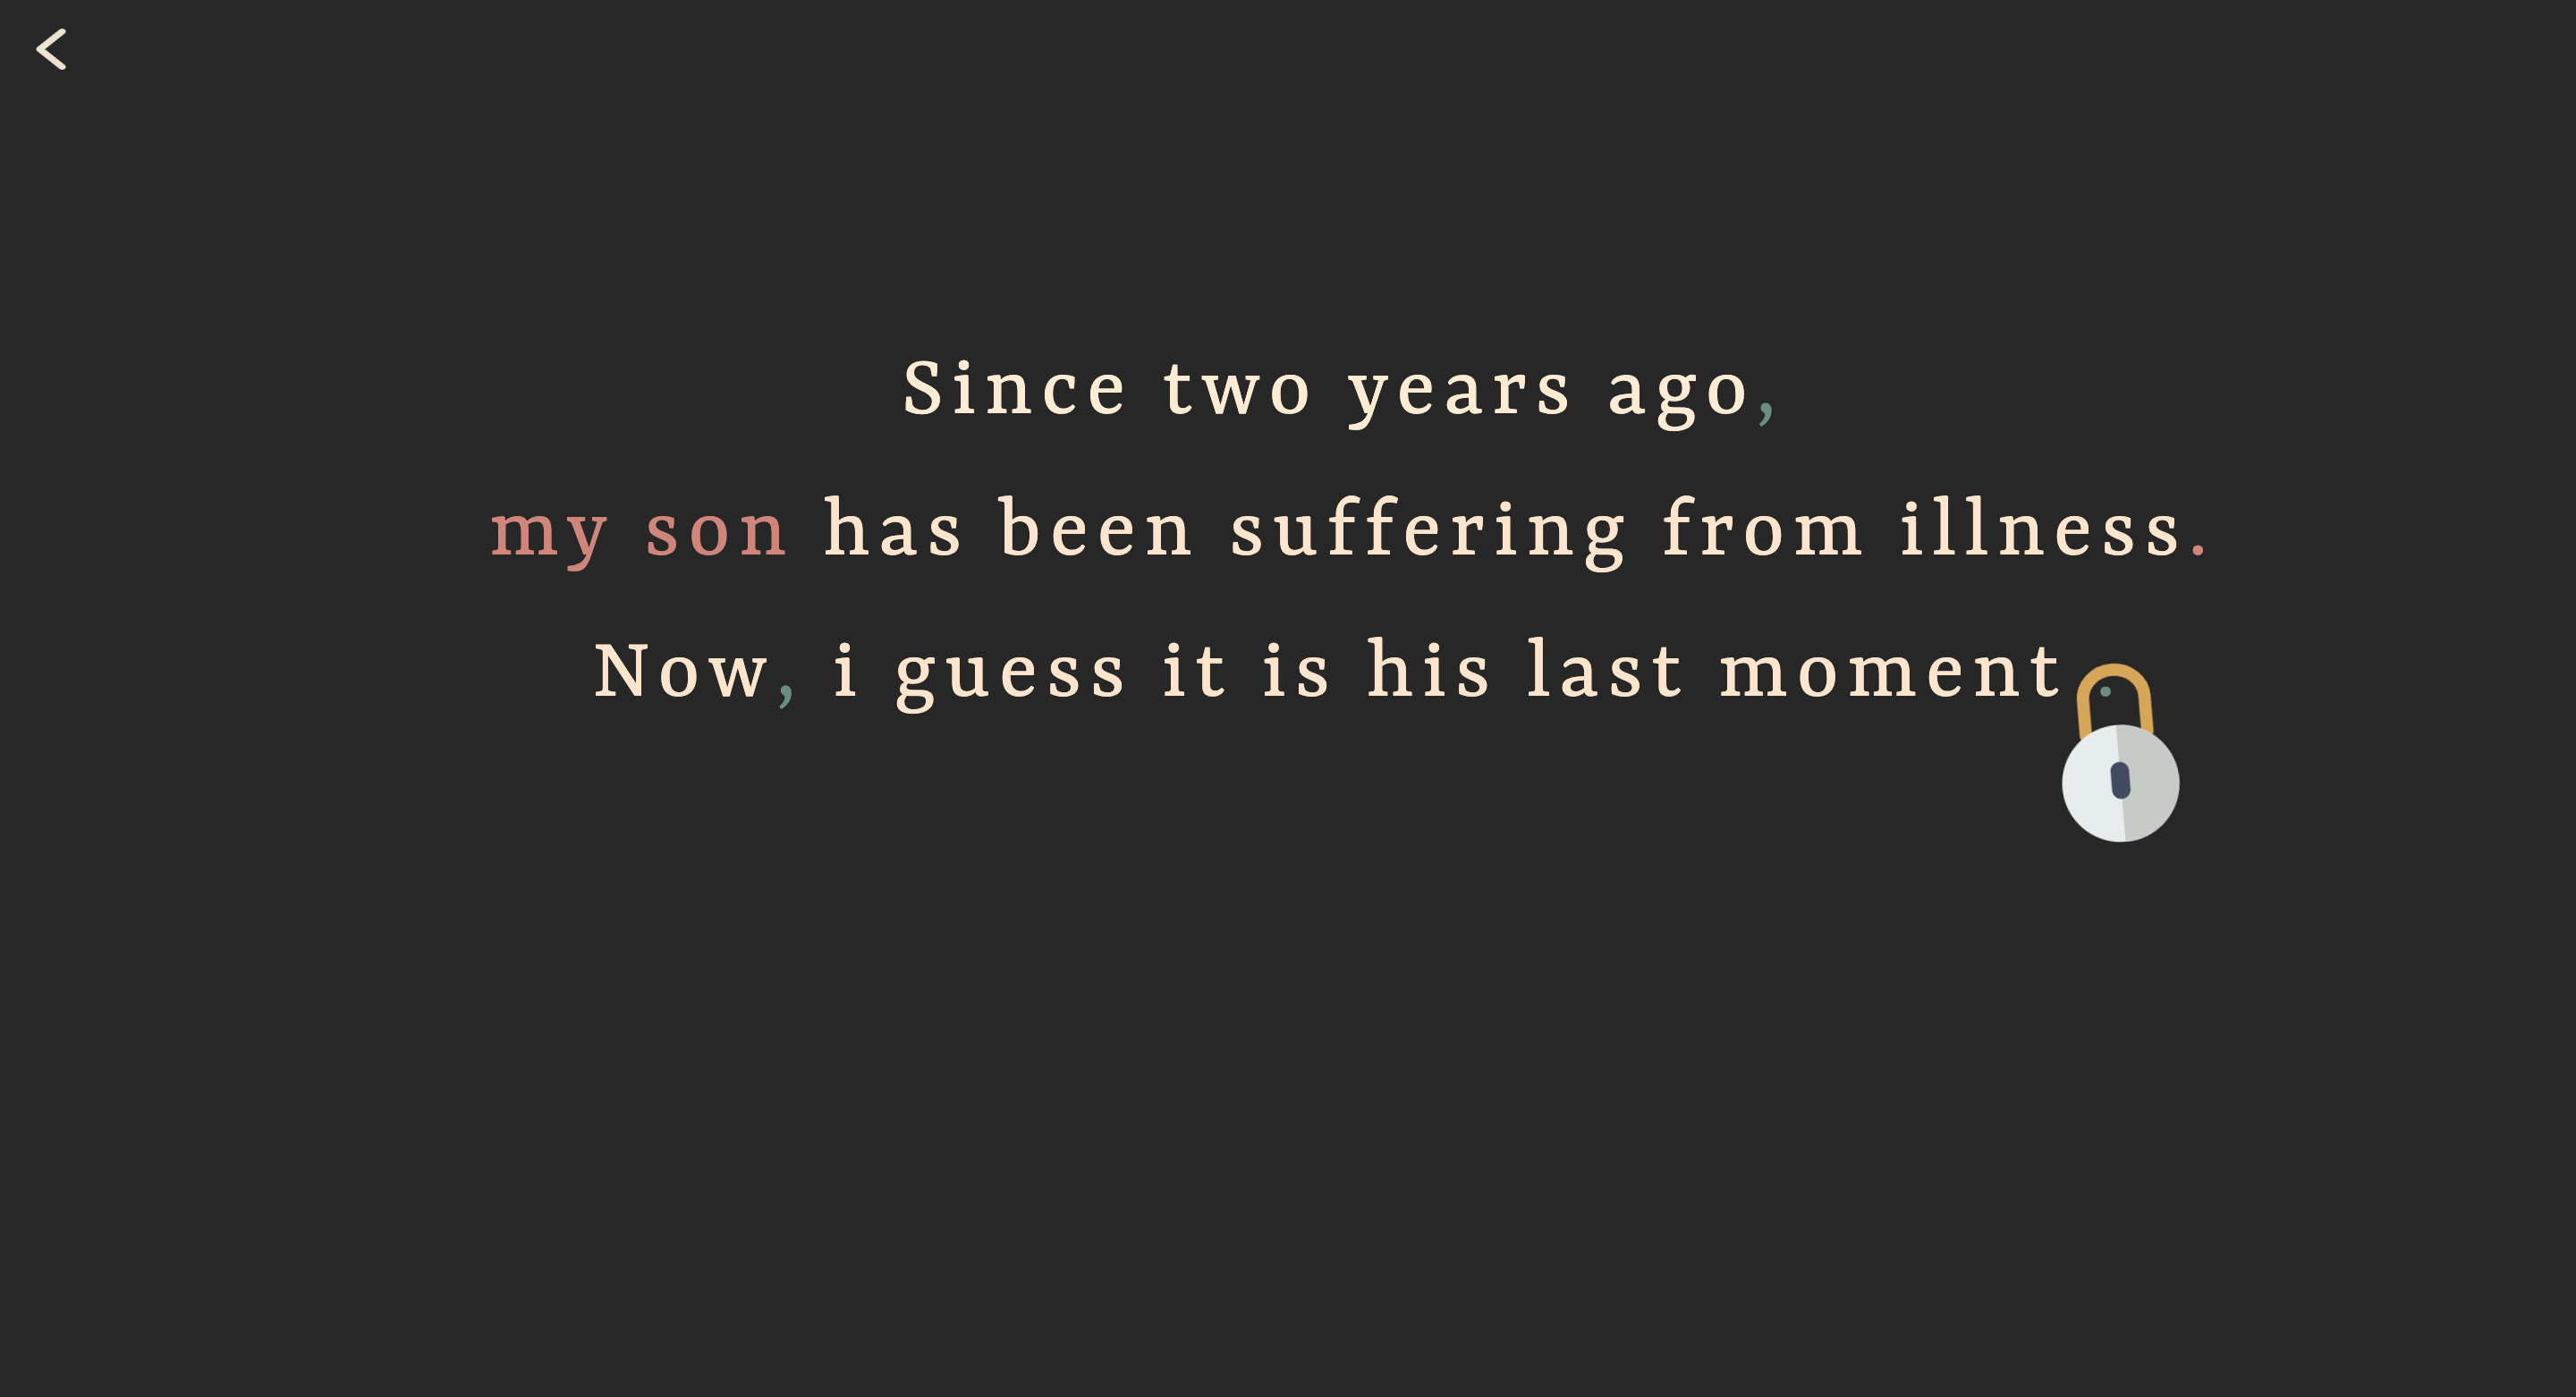 Since two years ago,
my son has been suffering from illness.
Now, i guess it is his last moment.